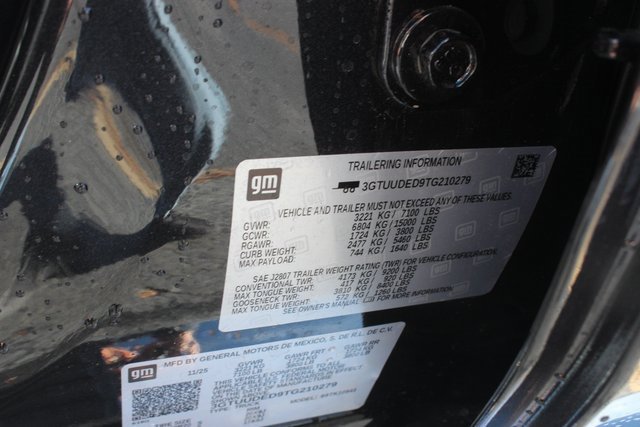 gm
TRAILERING INFORMATION
3GTUUDED9TG210279
VEHICLE AND TRAILER MUST NOT EXCEED ANY OF THESE VALUES
GVWR: 3221 KG / 7100 LBS
GCWR: 6804 KG / 15000 LBS
RGAWR: 1724 KG / 3800 LBS
CURB WEIGHT: 2477 KG / 5460 LBS
MAX PAYLOAD: 744 KG / 1640 LBS
SAE J2807 TRAILER WEIGHT RATING (TWR) FOR VEHICLE CONFIGURATION
CONVENTIONAL TWR: 4173 KG / 9200 LBS
MAX TONGUE WEIGHT: 417 KG / 920 LBS
GOOSENECK TWR: 3810 KG / 8400 LBS
MAX TONGUE WEIGHT: 572 KG / 1260 LBS
SEE OWNER'S MANUAL FOR MORE INFORMATION
gm
MFD BY GENERAL MOTORS DE MEXICO, S. DE R.L. DE C.V.
11/25 GVWR GAWR FRT GAWR RR
3GTUUDED9TG210279
TYPE: TRUCK MODEL: